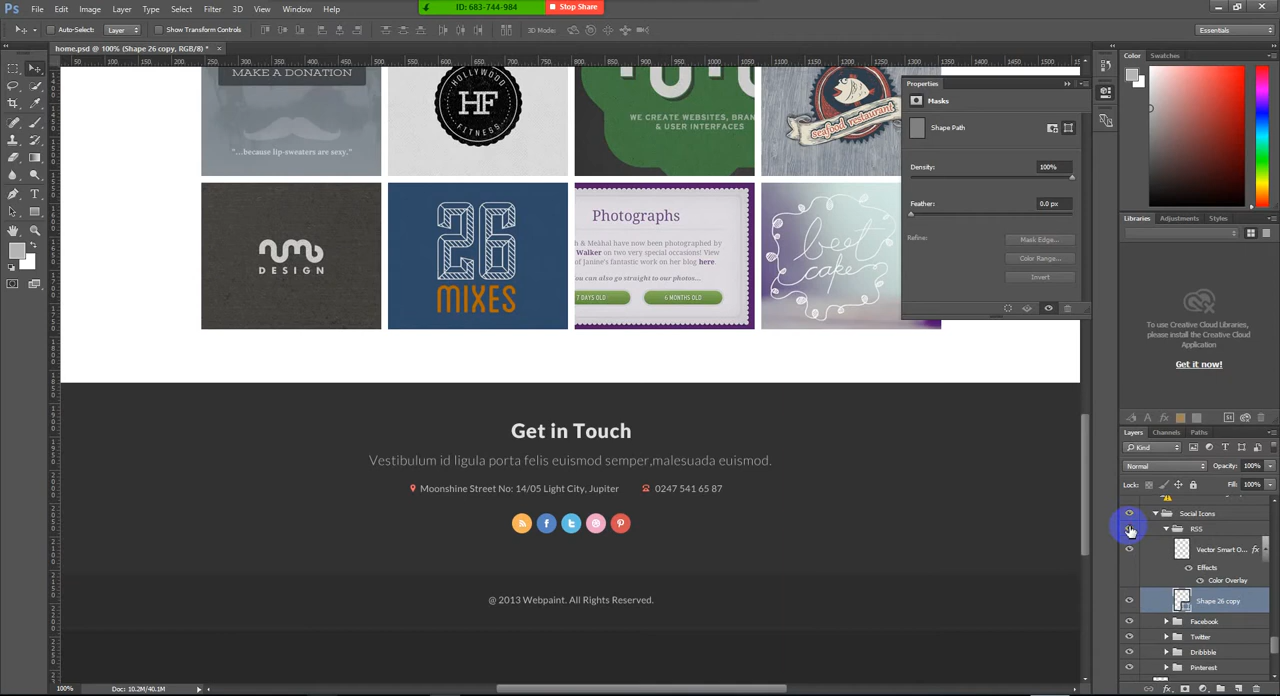 Ps File Edit Image Layer Type Select Filter 3D View Window Help
ID: 683-744-984 Stop Share
Auto-Select: Layer Show Transform Controls 3D Mode: Essentials
home.psd @ 100% (Shape 26 copy, RGB/8) * ×
MAKE A DONATION
"...because lip-sweaters are sexy."
HOLLYWOOD
HF
FITNESS
WE CREATE WEBSITES, BRAN
& USER INTERFACES
seafood restaurant
DESIGN
26
MIXES
Photographs
h & Mekhai have now been photographed by
Walker on two very special occasions! View
of Janine's fantastic work on her blog here.
ou can also go straight to our photos...
7 DAYS OLD 6 MONTHS OLD
beet
cake
Get in Touch
Vestibulum id ligula porta felis euismod semper,malesuada euismod.
Moonshine Street No: 14/05 Light City, Jupiter 0247 541 65 87
@ 2013 Webpaint. All Rights Reserved.
100% Doc: 10.2M/40.1M
Properties
Masks
Shape Path
Density: 100%
Feather: 0.0 px
Refine: Mask Edge...
Color Range...
Invert
Color Swatches
Libraries Adjustments Styles
To use Creative Cloud Libraries,
please install the Creative Cloud
Application
Get it now!
Layers Channels Paths
Kind
Normal Opacity: 100%
Lock: Fill: 100%
Social Icons
RSS
Vector Smart O... fx
Effects
Color Overlay
Shape 26 copy
Facebook
Twitter
Dribbble
Pinterest